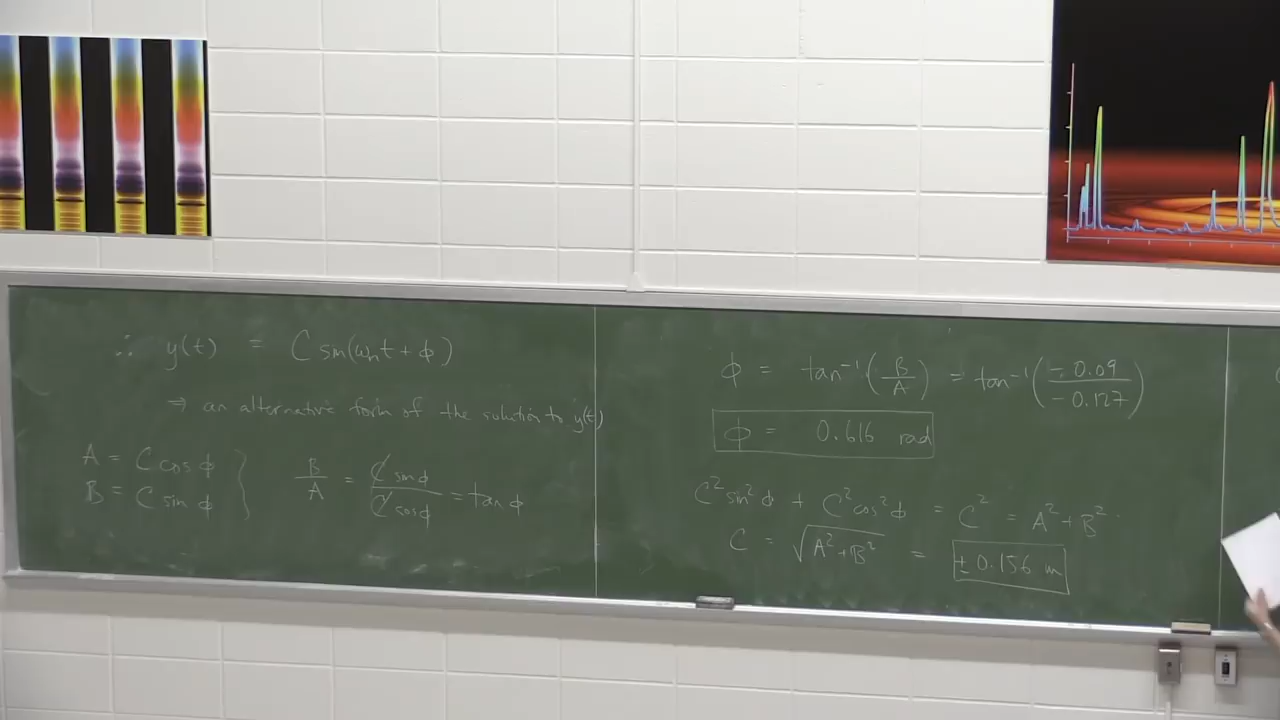 ∴ y(t) = C sin(ωnt + ϕ)
⇒ an alternative form of the solution to y(t)
A = C cos ϕ
B = C sin ϕ
B/A = C sin ϕ / C cos ϕ = tan ϕ
ϕ = tan⁻¹(B/A) = tan⁻¹(-0.09 / -0.127)
ϕ = 0.616 rad
C² sin² ϕ + C² cos² ϕ = C² = A² + B²
C = √(A² + B²) = ± 0.156 m